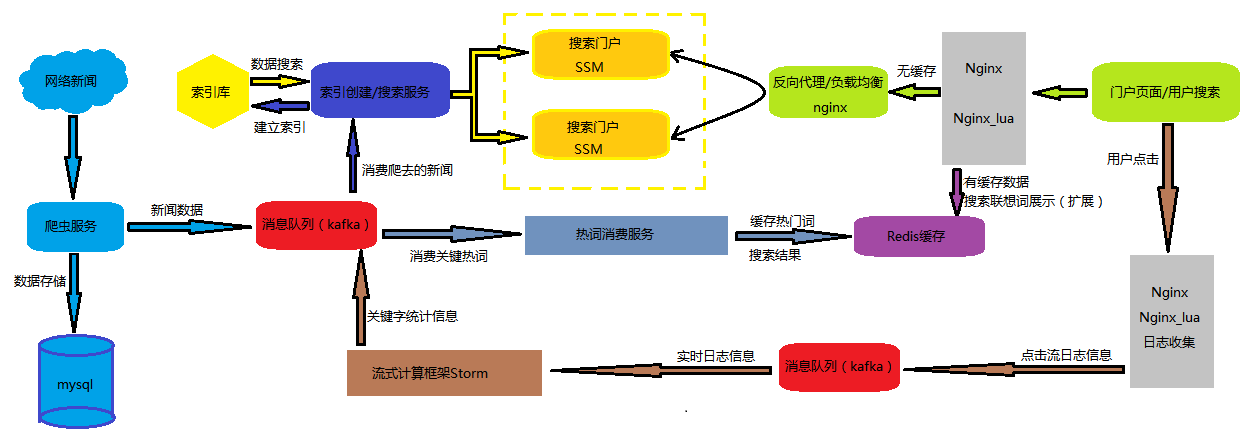 网络新闻
索引库
数据搜索
建立索引
索引创建/搜索服务
搜索门户
SSM
搜索门户
SSM
反向代理/负载均衡
nginx
无缓存
Nginx
Nginx_lua
门户页面/用户搜索
用户点击
消费爬去的新闻
有缓存数据
搜索联想词展示（扩展）
爬虫服务
新闻数据
消息队列（kafka）
消费关键热词
热词消费服务
缓存热门词
搜索结果
Redis缓存
数据存储
mysql
关键字统计信息
流式计算框架Storm
实时日志信息
消息队列（kafka）
点击流日志信息
Nginx
Nginx_lua
日志收集